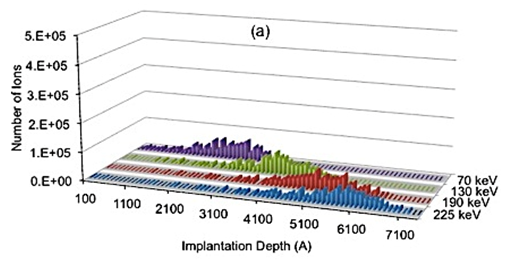 (a)
Number of Ions
5.E+05
4.E+05
3.E+05
2.E+05
1.E+05
0.E+00
100 1100 2100 3100 4100 5100 6100 7100
70 keV
130 keV
190 keV
225 keV
Implantation Depth (A)